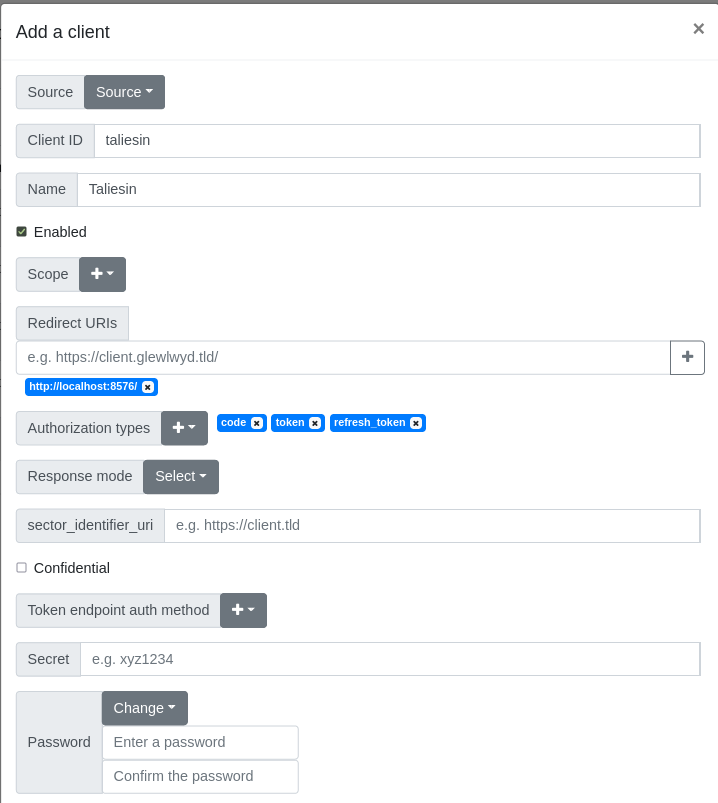 Add a client ×
Source Source
Client ID taliesin
Name Taliesin
Enabled
Scope
Redirect URIs
e.g. https://client.glewlwyd.tld/
http://localhost:8576/
Authorization types code token refresh_token
Response mode Select
sector_identifier_uri e.g. https://client.tld
Confidential
Token endpoint auth method
Secret e.g. xyz1234
Change
Password Enter a password
Confirm the password